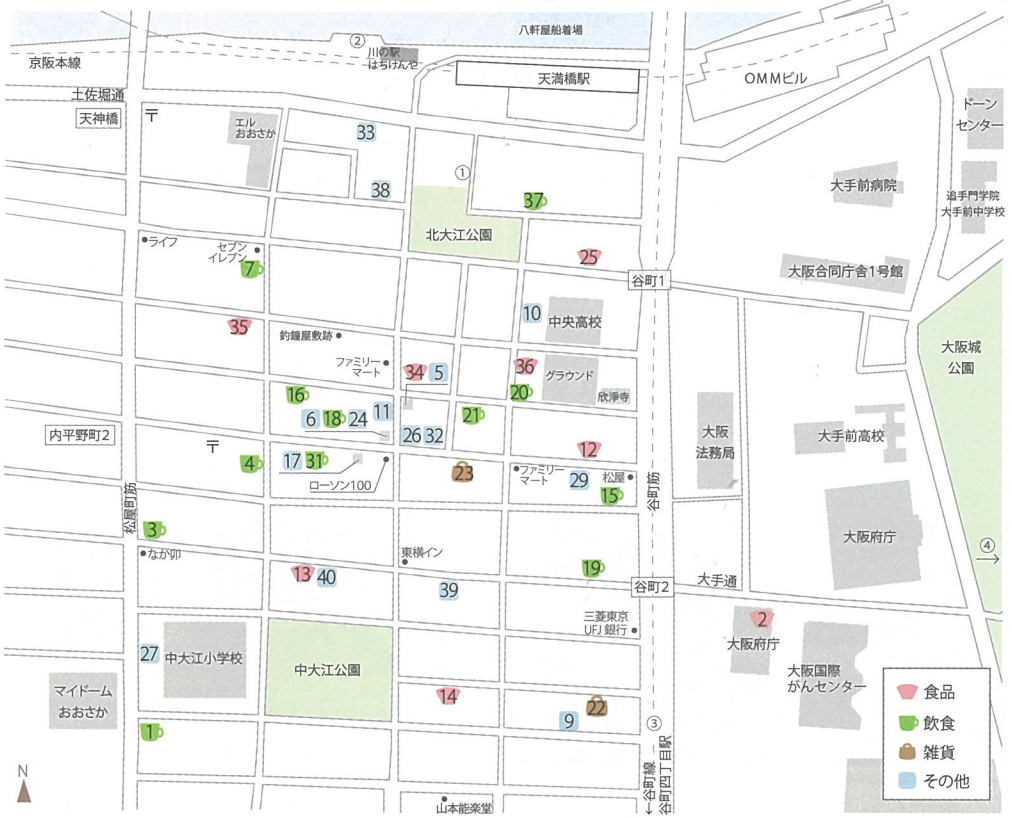 八軒屋船着場
②
川の駅
はちけんや
京阪本線
天満橋駅
OMMビル
土佐堀通
天神橋
〒
エル
おおさか
33
ドーン
センター
①
38
37
大手前病院
追手門学院
大手前中学校
北大江公園
ライフ
セブン
イレブン
7
25
谷町1
大阪合同庁舎1号館
10
中央高校
35
釣鐘屋敷跡
ファミリー
マート
34
5
36
グラウンド
大阪城
公園
16
20
欣浄寺
6
18
24
11
21
26
32
内平野町2
〒
12
大阪
法務局
大手前高校
4
17
31
ローソン100
23
ファミリー
マート
29
松屋
15
谷町筋
松屋町筋
3
大阪府庁
④
→
なか卯
東横イン
13
40
19
39
谷町2
大手通
三菱東京
UFJ 銀行
2
大阪府庁
27
中大江小学校
中大江公園
大阪国際
がんセンター
マイドーム
おおさか
14
22
9
③
1
食品
飲食
雑貨
その他
N
山本能楽堂
←谷町線
谷町四丁目駅